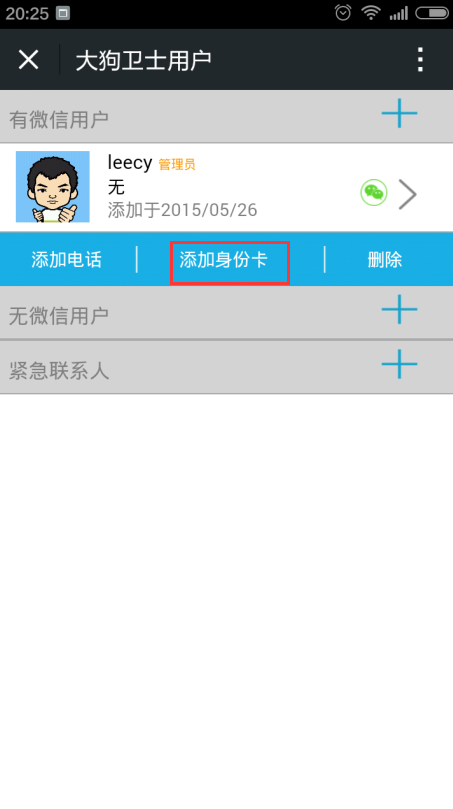 20:25
大狗卫士用户
有微信用户
leecy 管理员
无
添加于2015/05/26
添加电话 添加身份卡 删除
无微信用户
紧急联系人